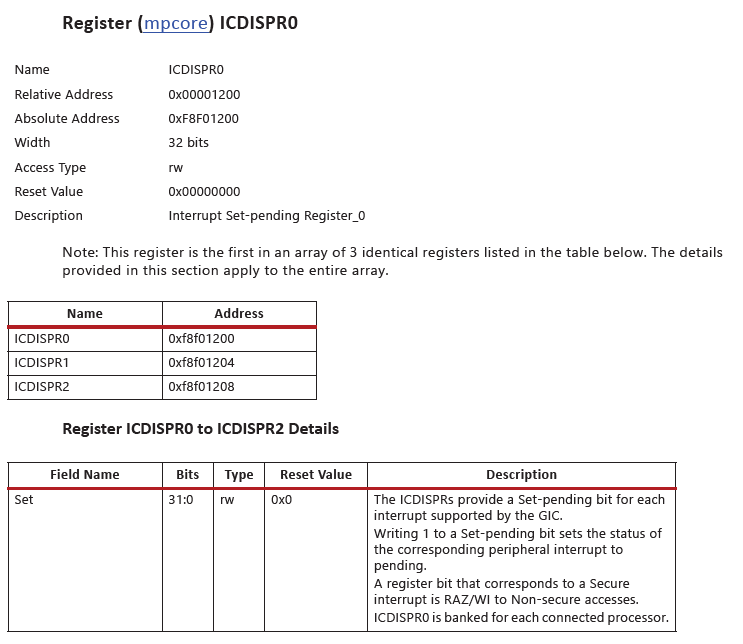 Register (mpcore) ICDISPR0
Name ICDISPR0
Relative Address 0x00001200
Absolute Address 0xF8F01200
Width 32 bits
Access Type rw
Reset Value 0x00000000
Description Interrupt Set-pending Register_0
Note: This register is the first in an array of 3 identical registers listed in the table below. The details
provided in this section apply to the entire array.
Name Address
ICDISPR0 0xf8f01200
ICDISPR1 0xf8f01204
ICDISPR2 0xf8f01208
Register ICDISPR0 to ICDISPR2 Details
Field Name Bits Type Reset Value Description
Set 31:0 rw 0x0 The ICDISPRs provide a Set-pending bit for each
interrupt supported by the GIC.
Writing 1 to a Set-pending bit sets the status of
the corresponding peripheral interrupt to
pending.
A register bit that corresponds to a Secure
interrupt is RAZ/WI to Non-secure accesses.
ICDISPR0 is banked for each connected processor.